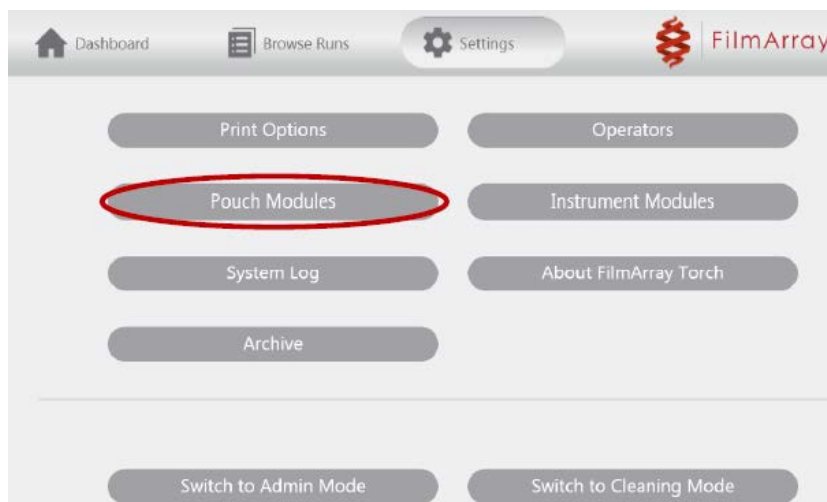 Dashboard Browse Runs Settings FilmArray
Print Options Operators
Pouch Modules Instrument Modules
System Log About FilmArray Torch
Archive
Switch to Admin Mode Switch to Cleaning Mode